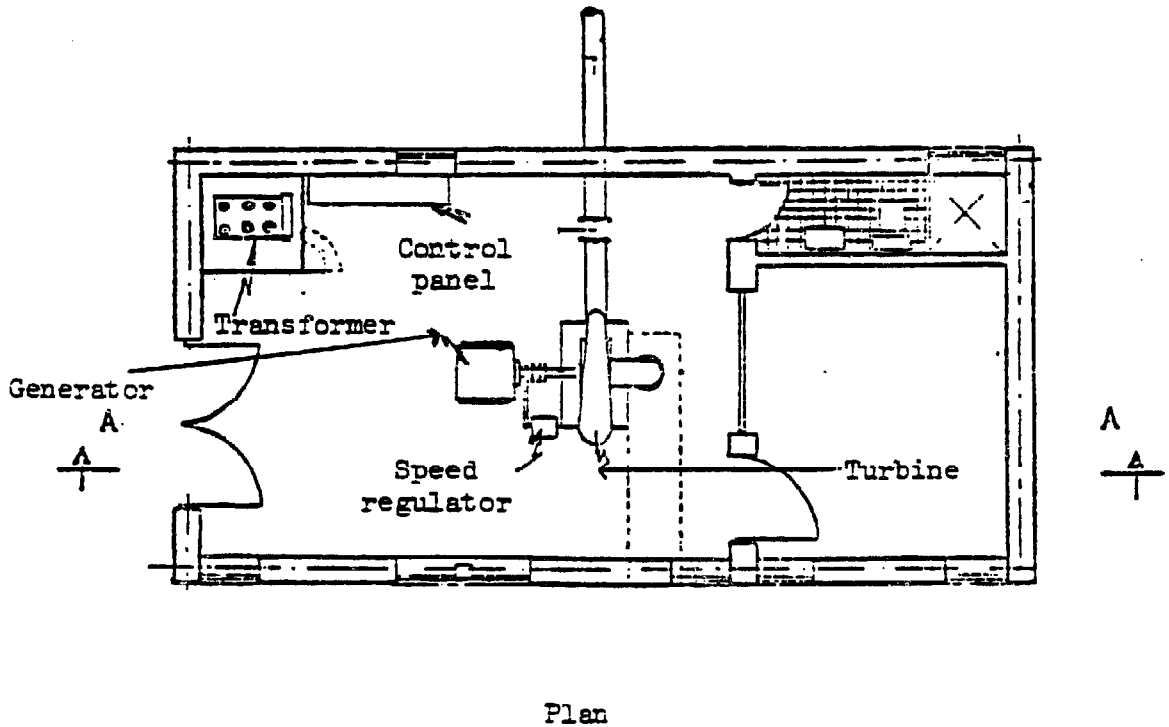 Control
panel
Transformer
Generator
A
A
A
A
Speed
regulator
Turbine
Plan